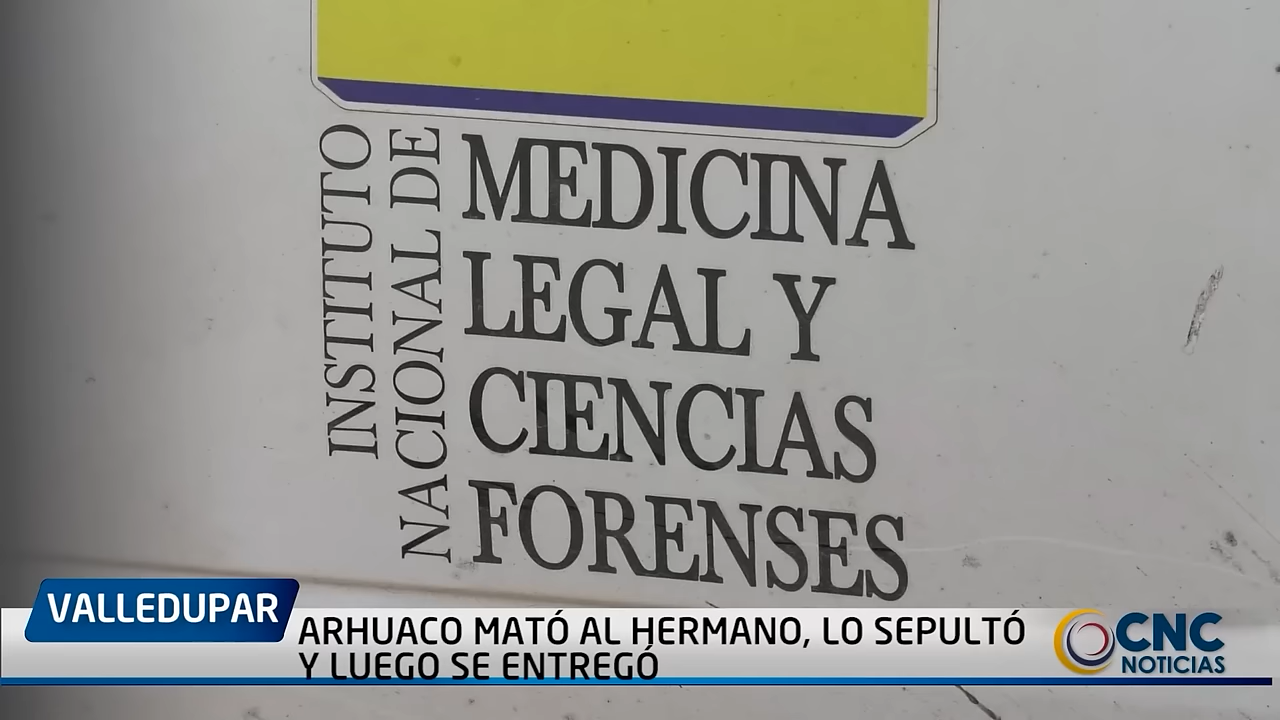 INSTITUTO
NACIONAL DE
MEDICINA
LEGAL Y
CIENCIAS
FORENSES
VALLEDUPAR
ARHUACO MATÓ AL HERMANO, LO SEPULTÓ
Y LUEGO SE ENTREGÓ
CNC
NOTICIAS